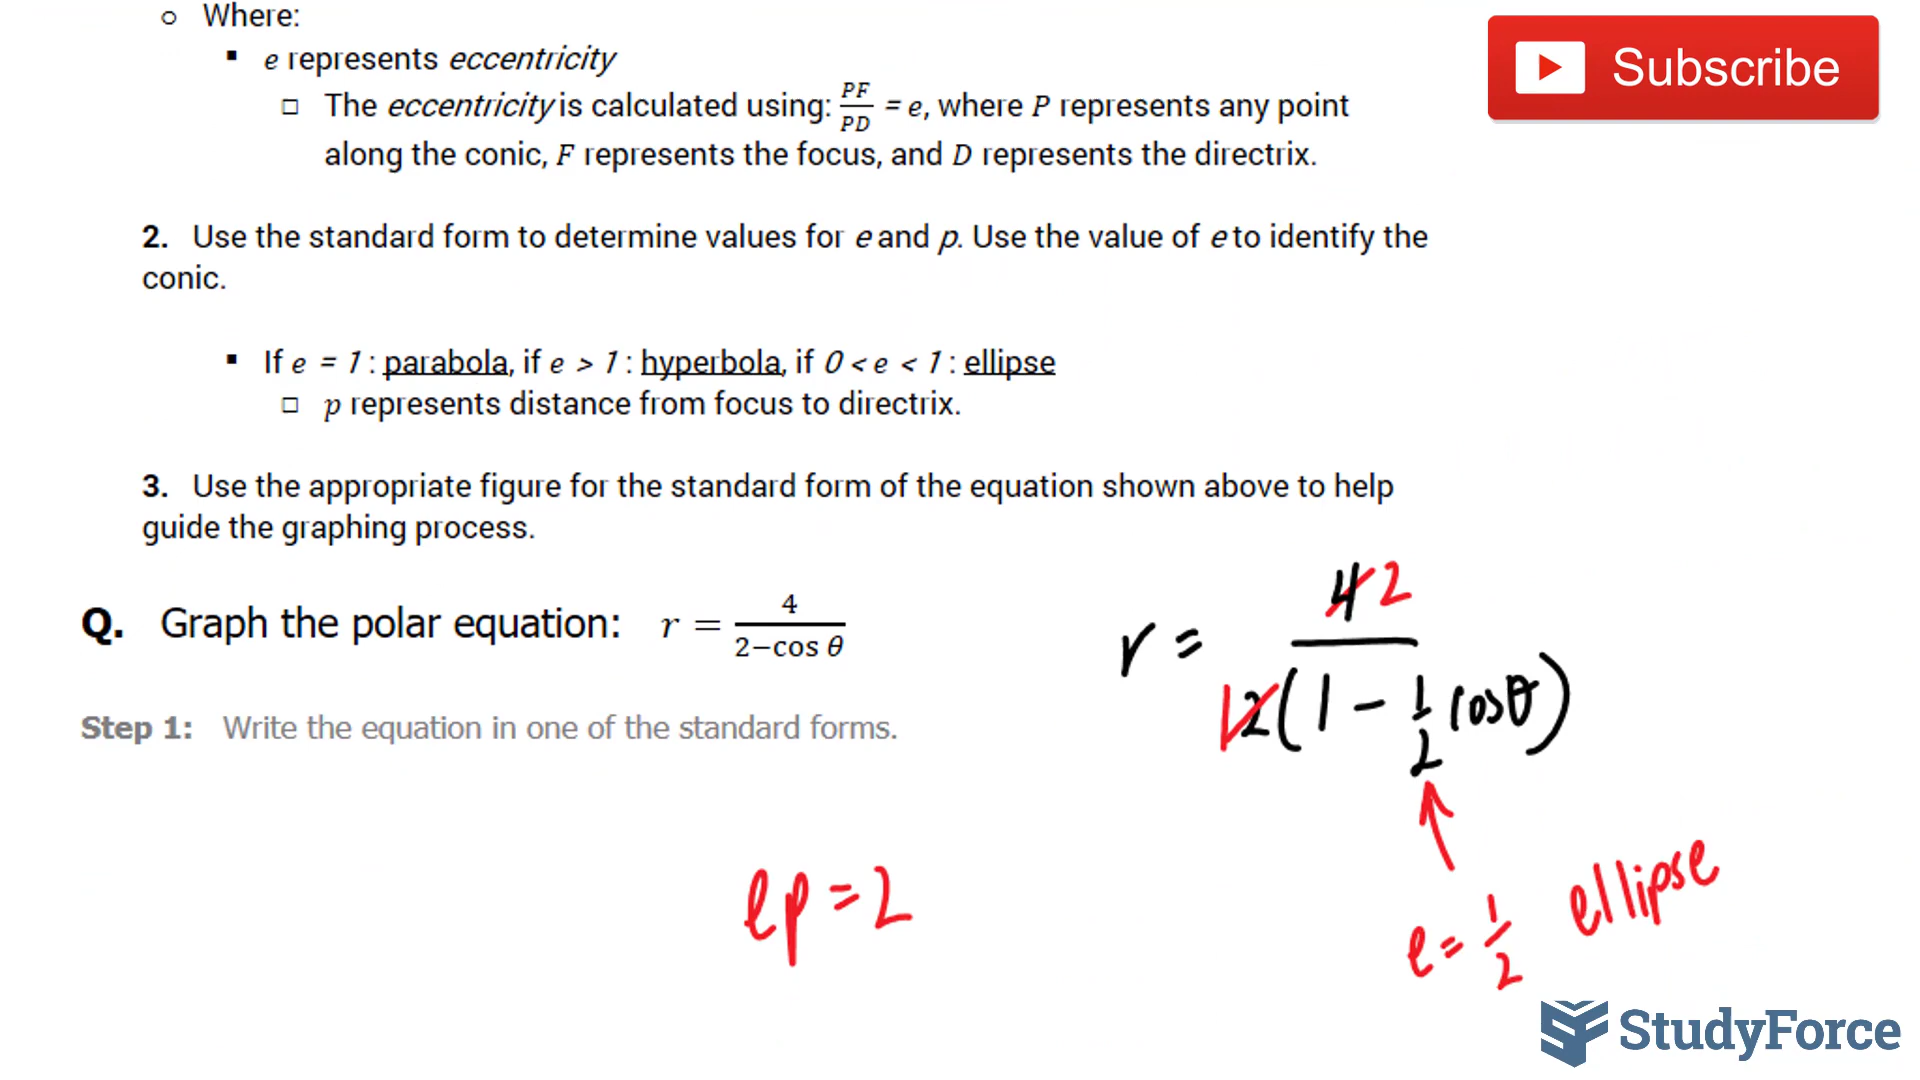 ○ Where:
▪ e represents eccentricity
□ The eccentricity is calculated using: PF/PD = e, where P represents any point
along the conic, F represents the focus, and D represents the directrix.
Subscribe
2. Use the standard form to determine values for e and p. Use the value of e to identify the
conic.
▪ If e = 1 : parabola, if e > 1 : hyperbola, if 0 < e < 1 : ellipse
□ p represents distance from focus to directrix.
3. Use the appropriate figure for the standard form of the equation shown above to help
guide the graphing process.
Q. Graph the polar equation: r = 4/(2−cos θ)
r = 4 2 / 1 2(1 − 1/2 cosθ)
Step 1: Write the equation in one of the standard forms.
ep = 2
e = 1/2 ellipse
StudyForce